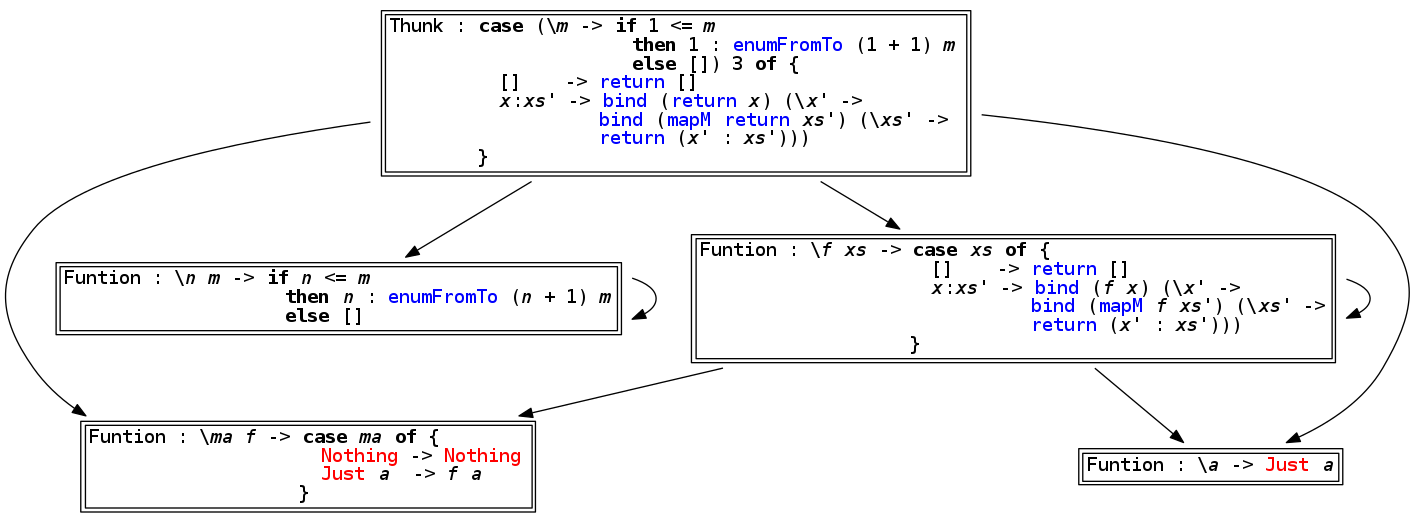 Thunk : case (\m -> if 1 <= m
then 1 : enumFromTo (1 + 1) m
else []) 3 of {
[] -> return []
x:xs' -> bind (return x) (\x' ->
bind (mapM return xs') (\xs' ->
return (x' : xs')))
}
Funtion : \n m -> if n <= m
then n : enumFromTo (n + 1) m
else []
Funtion : \f xs -> case xs of {
[] -> return []
x:xs' -> bind (f x) (\x' ->
bind (mapM f xs') (\xs' ->
return (x' : xs')))
}
Funtion : \ma f -> case ma of {
Nothing -> Nothing
Just a -> f a
}
Funtion : \a -> Just a